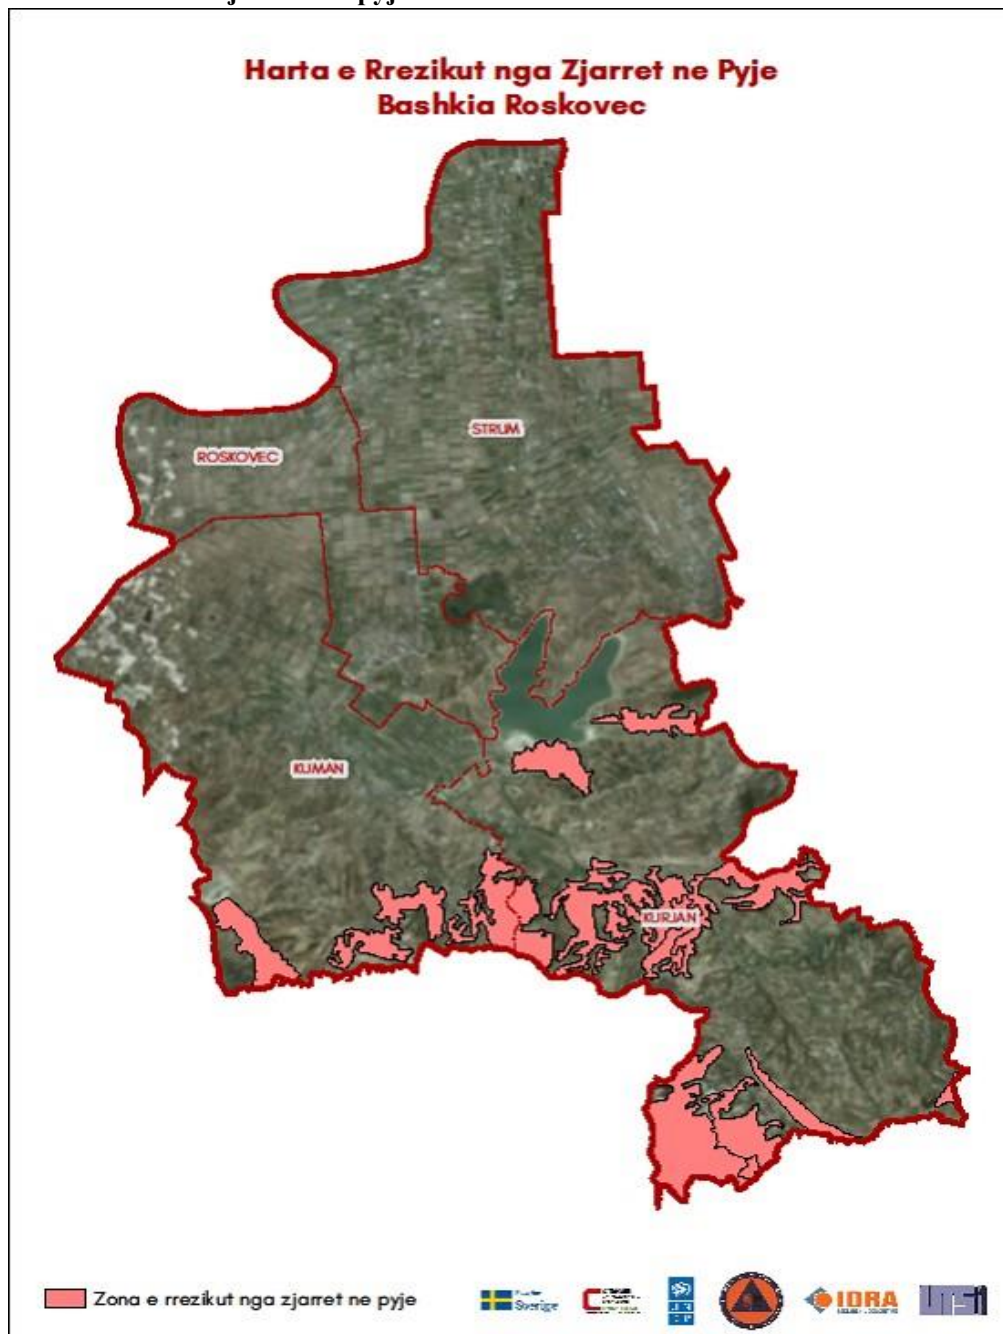 Harta e Rrezikut nga Zjarret ne Pyje
Bashkia Roskovec
STRUM
ROSKOVEC
KUMAN
KURJAN
Zona e rrezikut nga zjarret ne pyje
Sverige
IDRA